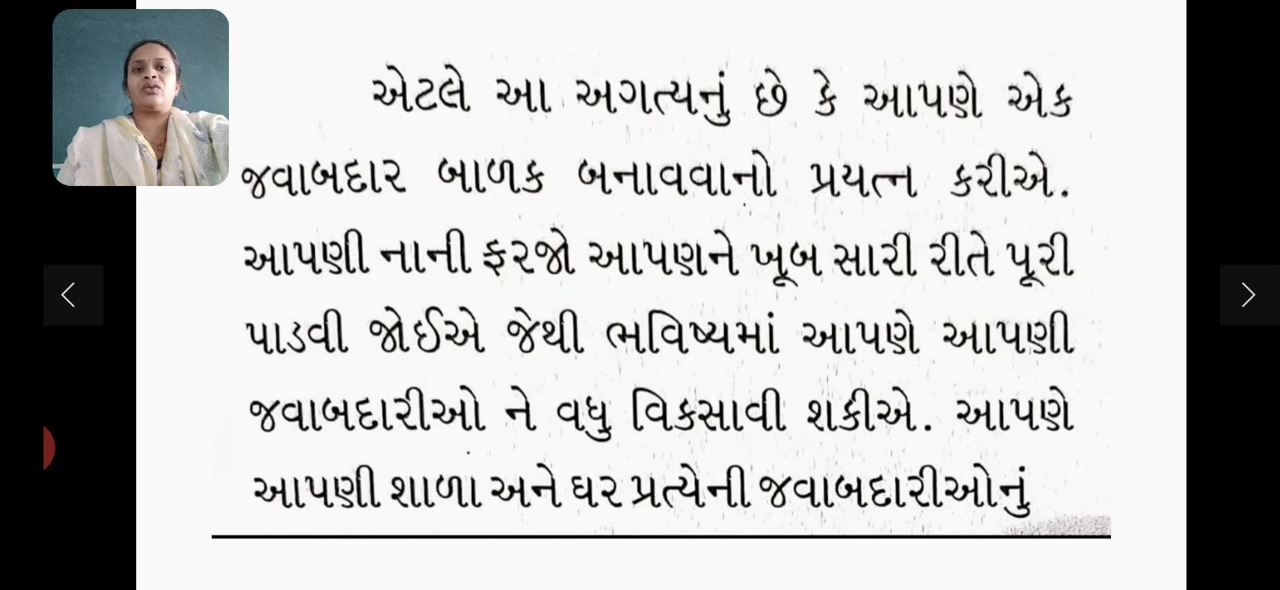 એટલે આ અગત્યનું છે કે આપણે એક
જવાબદાર બાળક બનાવવાનો પ્રયત્ન કરીએ.
આપણી નાની ફરજો આપણને ખૂબ સારી રીતે પૂરી
પાડવી જોઈએ જેથી ભવિષ્યમાં આપણે આપણી
જવાબદારીઓ ને વધુ વિકસાવી શકીએ. આપણે
આપણી શાળા અને ઘર પ્રત્યેની જવાબદારીઓનું